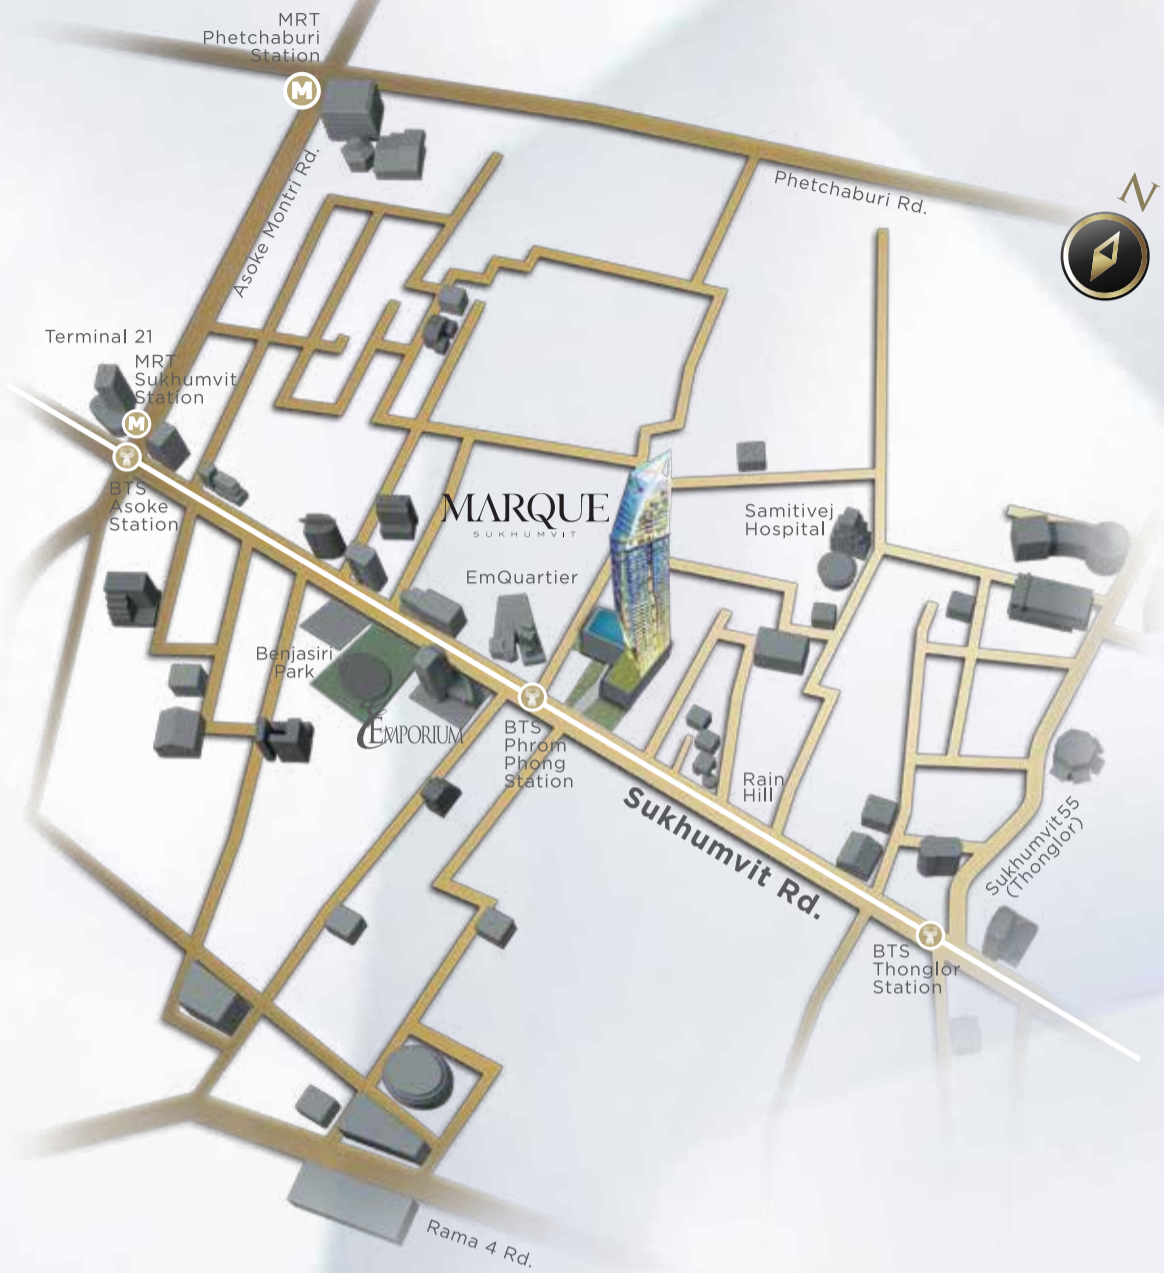 MRT
Phetchaburi
Station
M
Asoke Montri Rd.
Phetchaburi Rd.
N
Terminal 21
MRT
Sukhumvit
Station
M
BTS
Asoke
Station
MARQUE
SUKHUMVIT
Samitivej
Hospital
EmQuartier
Benjasiri
Park
EMPORIUM
BTS
Phrom
Phong
Station
Rain
Hill
Sukhumvit Rd.
Sukhumvit55
(Thonglor)
BTS
Thonglor
Station
Rama 4 Rd.